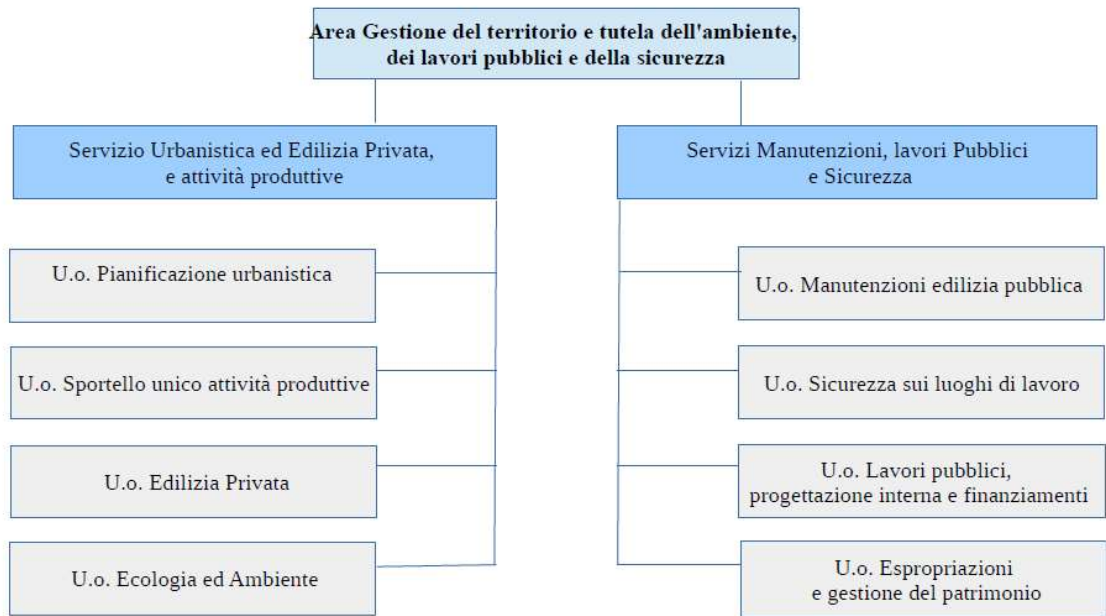 Area Gestione del territorio e tutela dell'ambiente,
dei lavori pubblici e della sicurezza
Servizio Urbanistica ed Edilizia Privata,
e attività produttive
U.o. Pianificazione urbanistica
U.o. Sportello unico attività produttive
U.o. Edilizia Privata
U.o. Ecologia ed Ambiente
Servizi Manutenzioni, lavori Pubblici
e Sicurezza
U.o. Manutenzioni edilizia pubblica
U.o. Sicurezza sui luoghi di lavoro
U.o. Lavori pubblici,
progettazione interna e finanziamenti
U.o. Espropriazioni
e gestione del patrimonio